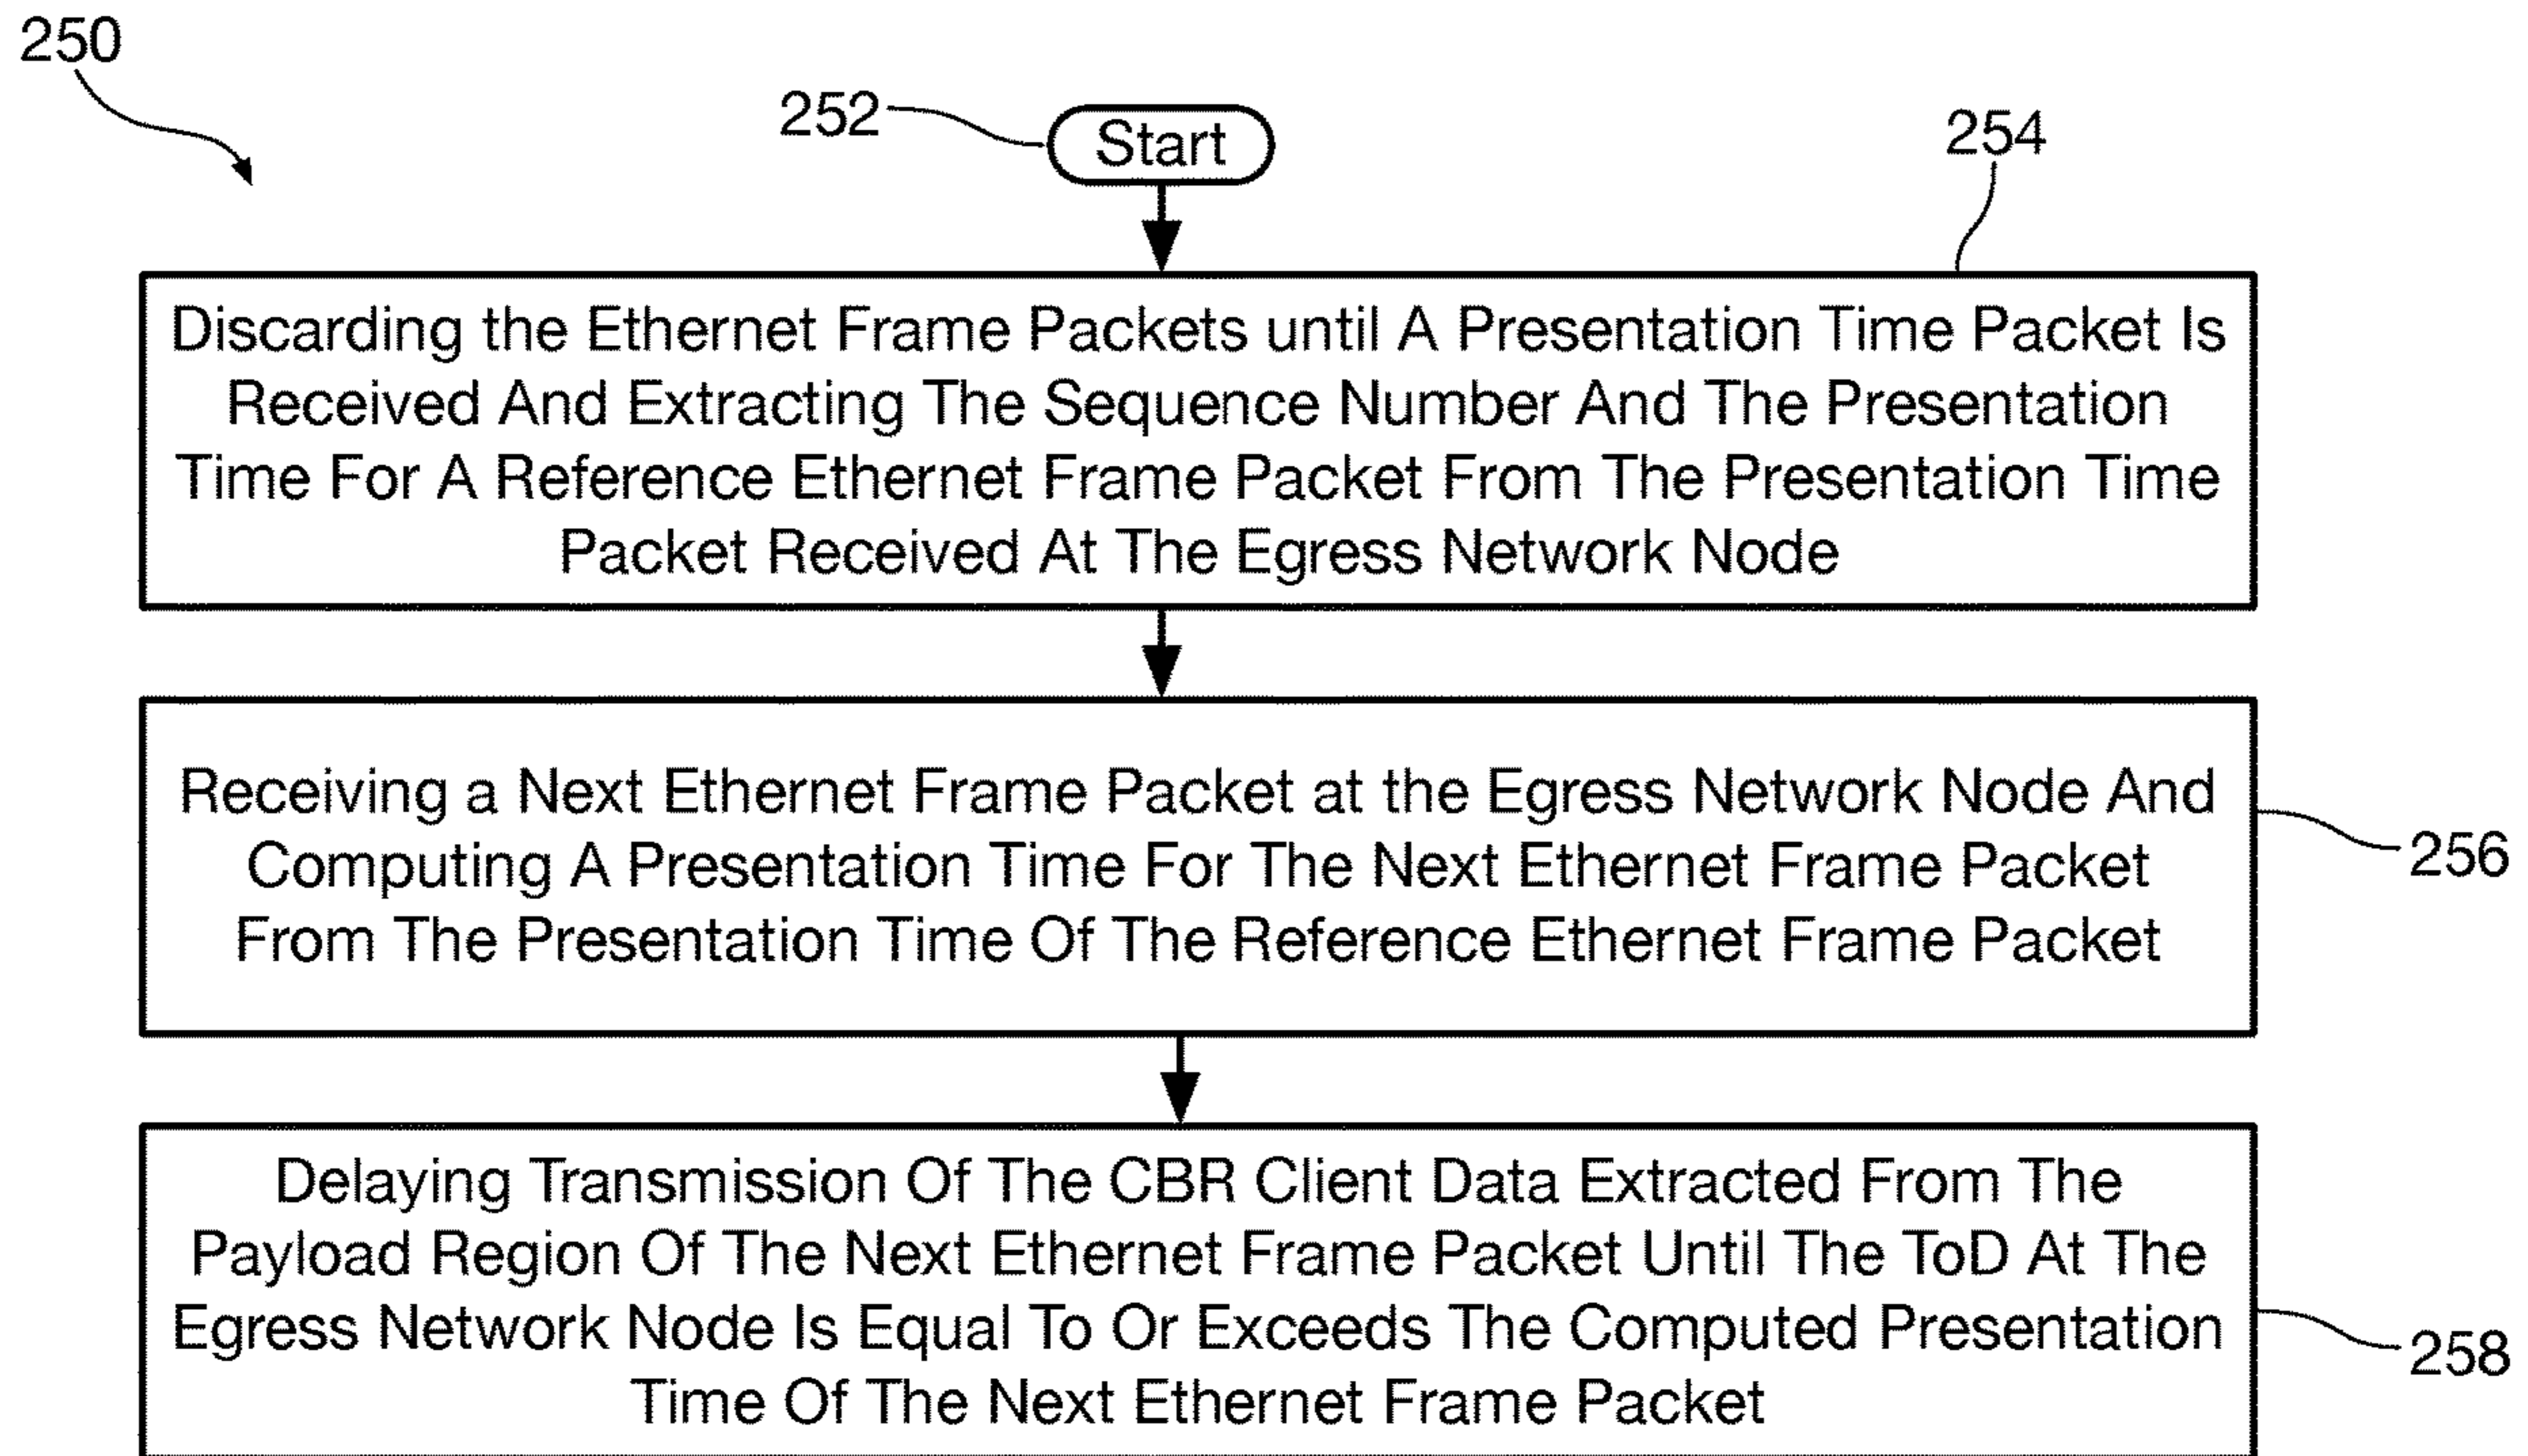 250
252
Start
254
Discarding the Ethernet Frame Packets until A Presentation Time Packet Is
Received And Extracting The Sequence Number And The Presentation
Time For A Reference Ethernet Frame Packet From The Presentation Time
Packet Received At The Egress Network Node
Receiving a Next Ethernet Frame Packet at the Egress Network Node And
Computing A Presentation Time For The Next Ethernet Frame Packet
From The Presentation Time Of The Reference Ethernet Frame Packet
256
Delaying Transmission Of The CBR Client Data Extracted From The
Payload Region Of The Next Ethernet Frame Packet Until The ToD At The
Egress Network Node Is Equal To Or Exceeds The Computed Presentation
Time Of The Next Ethernet Frame Packet
258